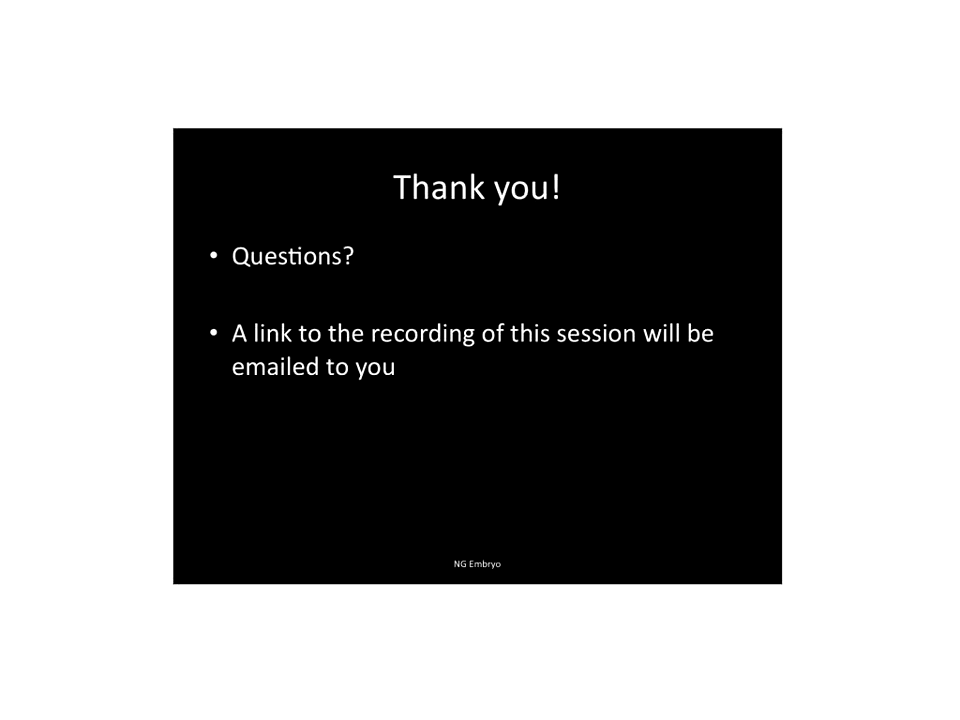 Thank you!
• Questions?
• A link to the recording of this session will be
emailed to you
NG Embryo